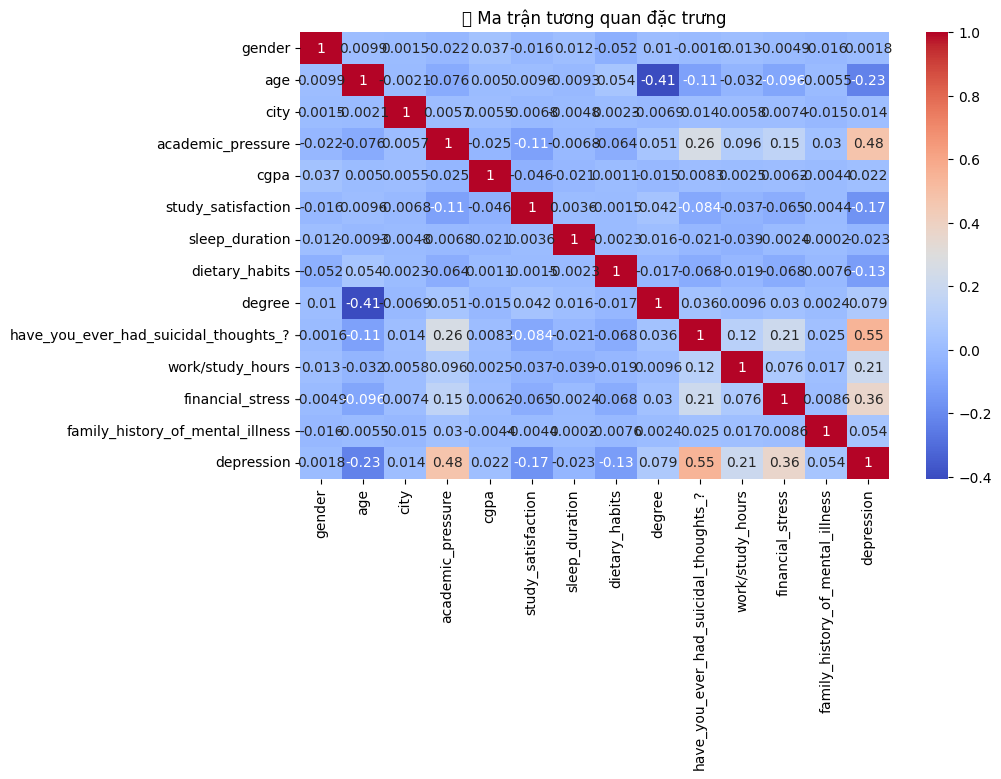 Ma trận tương quan đặc trưng
gender 1 0.0099 0.0015 -0.022 0.037 -0.016 0.012 -0.052 0.01 -0.0016 0.013 -0.0049 -0.016 0.0018
age 0.0099 1 -0.0021 -0.076 0.005 0.0096 -0.0093 0.054 -0.41 -0.11 -0.032 -0.096 -0.0055 -0.23
city 0.0015 -0.0021 1 0.0057 0.0055 -0.0068 -0.0048 -0.0023 -0.0069 0.014 0.0058 0.0074 -0.015 0.014
academic_pressure -0.022 -0.076 0.0057 1 -0.025 -0.11 -0.0068 -0.064 0.051 0.26 0.096 0.15 0.03 0.48
cgpa 0.037 0.005 0.0055 -0.025 1 -0.046 -0.021 0.0011 -0.015 0.0083 0.0025 0.0062 -0.0044 0.022
study_satisfaction -0.016 0.0096 -0.0068 -0.11 -0.046 1 0.0036 0.0015 0.042 -0.084 -0.037 -0.065 -0.0044 -0.17
sleep_duration 0.012 -0.0093 -0.0048 -0.0068 -0.021 0.0036 1 -0.0023 0.016 -0.021 -0.039 -0.0024 -0.0002 -0.023
dietary_habits -0.052 0.054 -0.0023 -0.064 0.0011 0.0015 -0.0023 1 -0.017 -0.068 -0.019 -0.068 -0.0076 -0.13
degree 0.01 -0.41 -0.0069 0.051 -0.015 0.042 0.016 -0.017 1 0.036 0.0096 0.03 0.0024 0.079
have_you_ever_had_suicidal_thoughts_? -0.0016 -0.11 0.014 0.26 0.0083 -0.084 -0.021 -0.068 0.036 1 0.12 0.21 0.025 0.55
work/study_hours 0.013 -0.032 0.0058 0.096 0.0025 -0.037 -0.039 -0.019 0.0096 0.12 1 0.076 0.017 0.21
financial_stress -0.0049 -0.096 0.0074 0.15 0.0062 -0.065 -0.0024 -0.068 0.03 0.21 0.076 1 0.0086 0.36
family_history_of_mental_illness -0.016 -0.0055 -0.015 0.03 -0.0044 -0.0044 -0.0002 -0.0076 0.0024 0.025 0.017 0.0086 1 0.054
depression 0.0018 -0.23 0.014 0.48 0.022 -0.17 -0.023 -0.13 0.079 0.55 0.21 0.36 0.054 1
gender
age
city
academic_pressure
cgpa
study_satisfaction
sleep_duration
dietary_habits
degree
have_you_ever_had_suicidal_thoughts_?
work/study_hours
financial_stress
family_history_of_mental_illness
depression
1.0
0.8
0.6
0.4
0.2
0.0
−0.2
−0.4